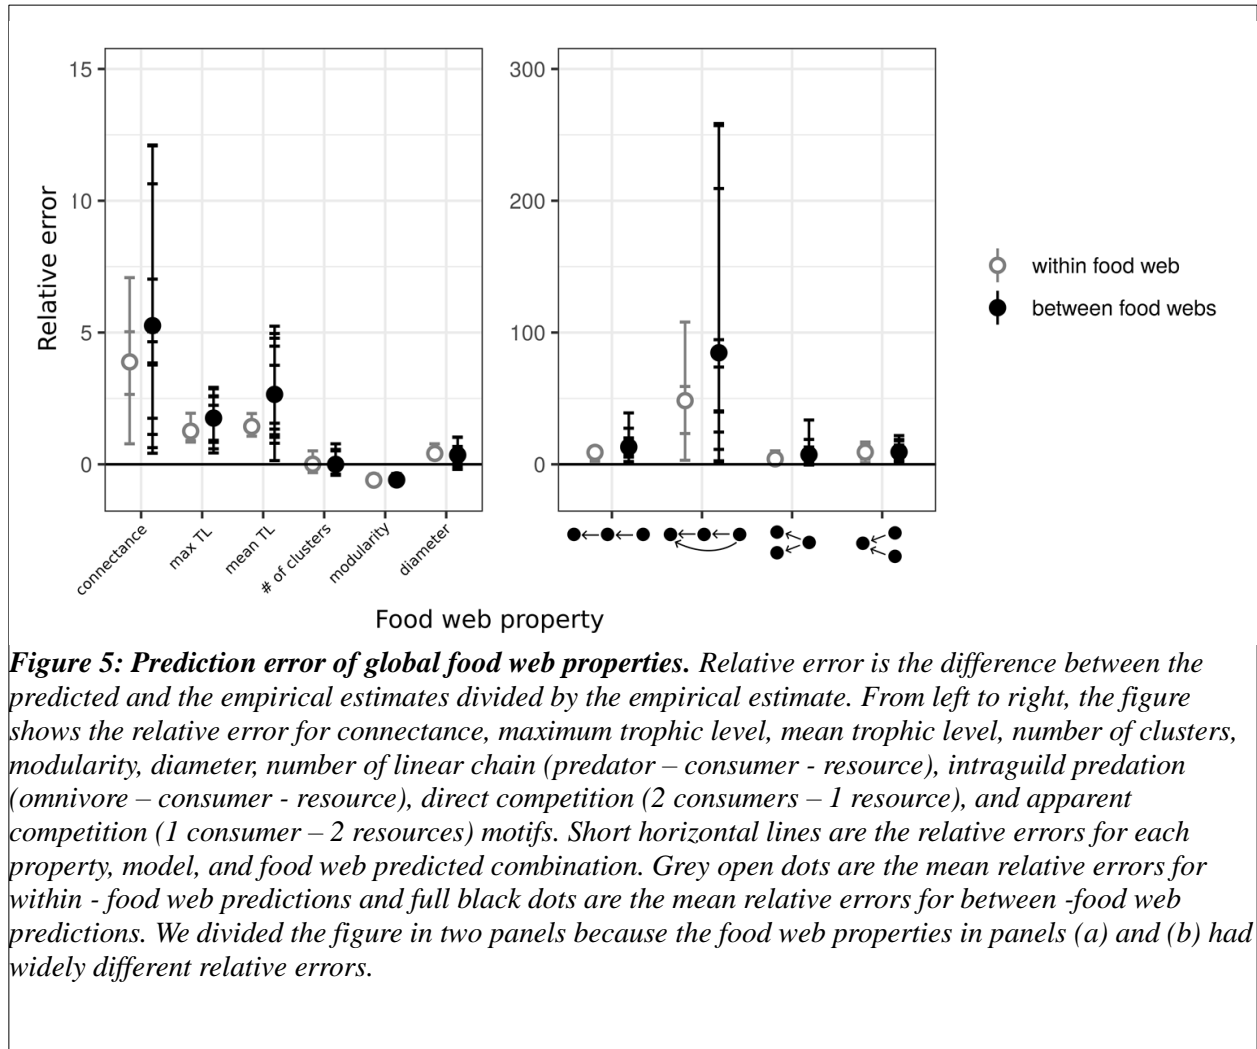 15
10
5
0
Relative error
300
200
100
0
within food web
between food webs
connectance
max TL
mean TL
# of clusters
modularity
diameter
Food web property
Figure 5: Prediction error of global food web properties. Relative error is the difference between the
predicted and the empirical estimates divided by the empirical estimate. From left to right, the figure
shows the relative error for connectance, maximum trophic level, mean trophic level, number of clusters,
modularity, diameter, number of linear chain (predator – consumer - resource), intraguild predation
(omnivore – consumer - resource), direct competition (2 consumers – 1 resource), and apparent
competition (1 consumer – 2 resources) motifs. Short horizontal lines are the relative errors for each
property, model, and food web predicted combination. Grey open dots are the mean relative errors for
within - food web predictions and full black dots are the mean relative errors for between -food web
predictions. We divided the figure in two panels because the food web properties in panels (a) and (b) had
widely different relative errors.